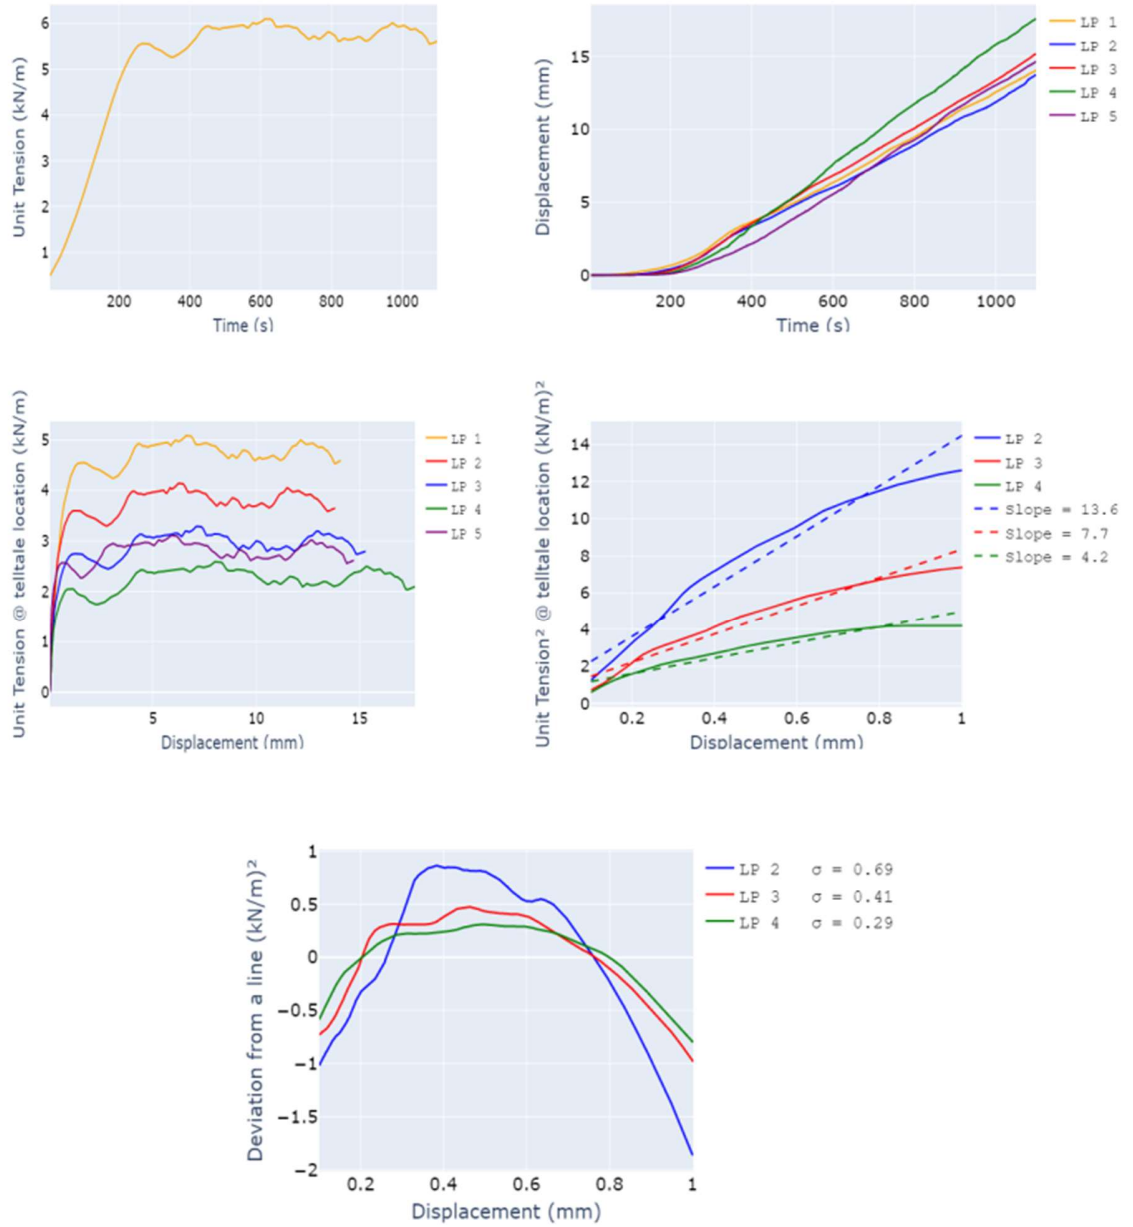 Unit Tension (kN/m)
6
5
4
3
2
1
200 400 600 800 1000
Time (s)
Displacement (mm)
15
10
5
0
200 400 600 800 1000
Time (s)
LP 1
LP 2
LP 3
LP 4
LP 5
Unit Tension @ telltale location (kN/m)
5
4
3
2
1
0
5 10 15
Displacement (mm)
LP 1
LP 2
LP 3
LP 4
LP 5
Unit Tension² @ telltale location (kN/m)²
14
12
10
8
6
4
2
0
0.2 0.4 0.6 0.8 1
Displacement (mm)
LP 2
LP 3
LP 4
Slope = 13.6
Slope = 7.7
Slope = 4.2
Deviation from a line (kN/m)²
1
0.5
0
−0.5
−1
−1.5
−2
0.2 0.4 0.6 0.8 1
Displacement (mm)
LP 2 σ = 0.69
LP 3 σ = 0.41
LP 4 σ = 0.29